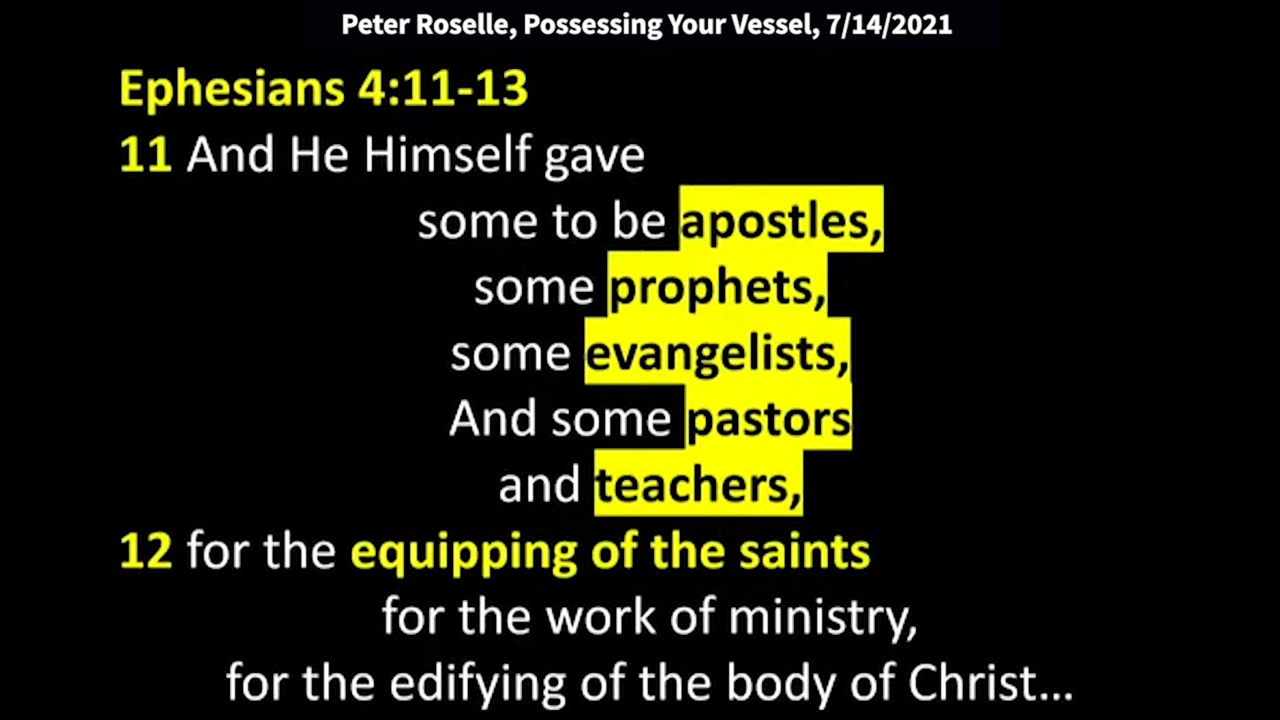 Peter Roselle, Possessing Your Vessel, 7/14/2021
Ephesians 4:11-13
11 And He Himself gave
some to be apostles,
some prophets,
some evangelists,
And some pastors
and teachers,
12 for the equipping of the saints
for the work of ministry,
for the edifying of the body of Christ...